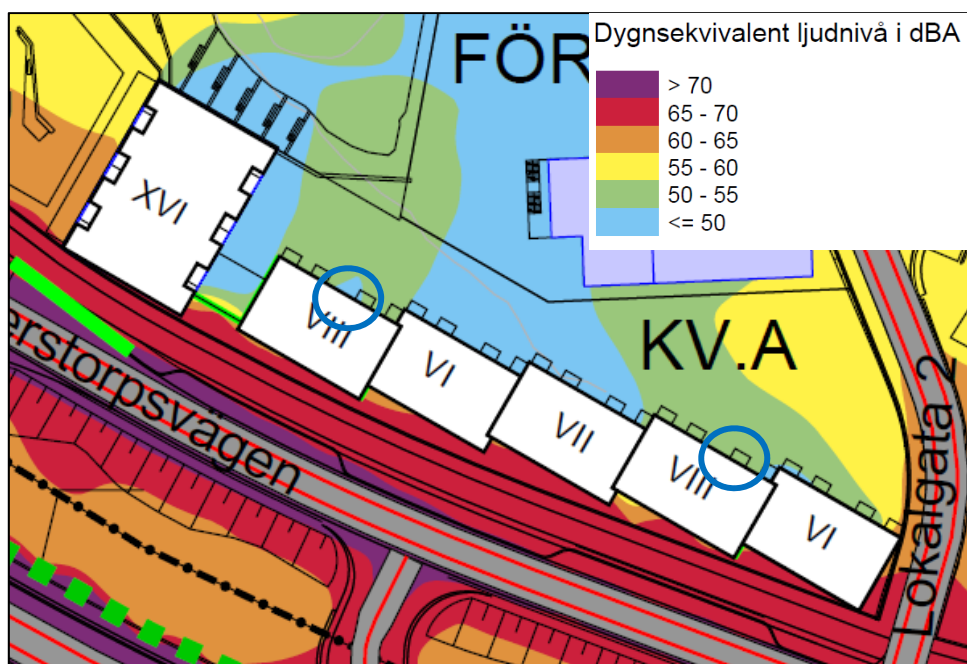 FÖR
Dygnsekvivalent ljudnivå i dBA
> 70
65 - 70
60 - 65
55 - 60
50 - 55
<= 50
XVI
VIII
VI
VII
VIII
VI
KV.A
erstorpsvägen
Lokalgata 2